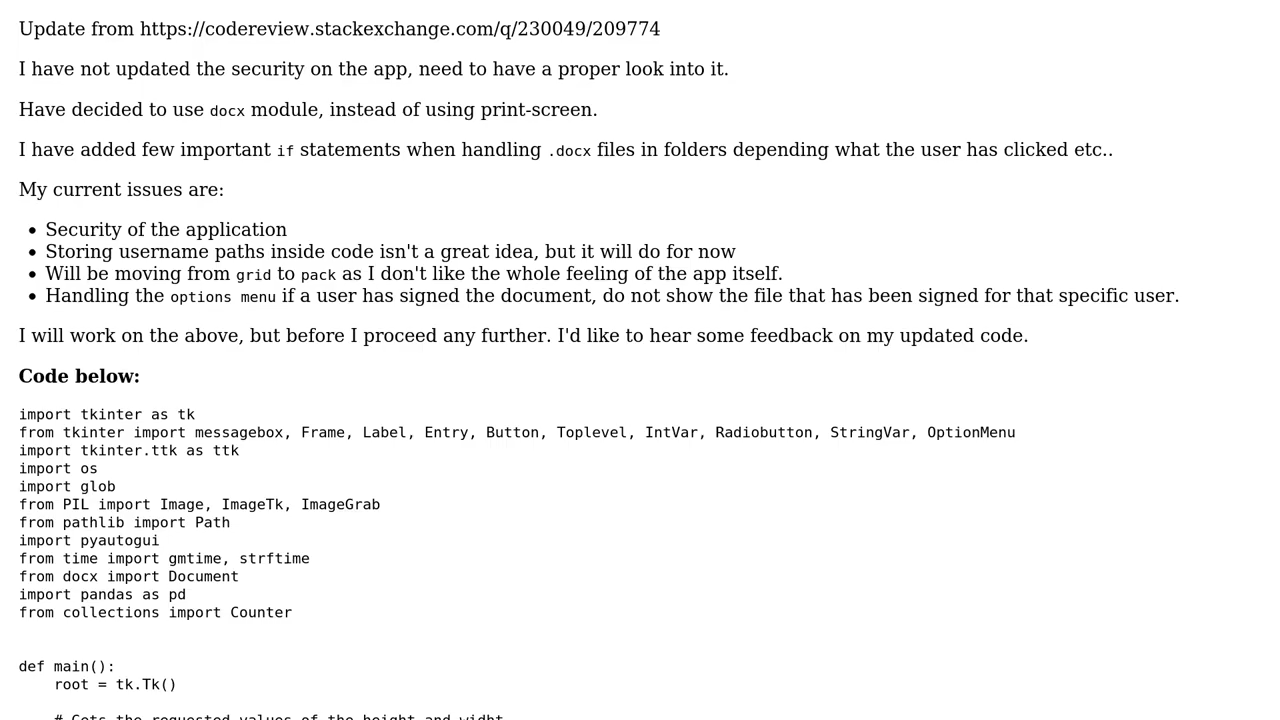 Update from https://codereview.stackexchange.com/q/230049/209774
I have not updated the security on the app, need to have a proper look into it.
Have decided to use docx module, instead of using print-screen.
I have added few important if statements when handling .docx files in folders depending what the user has clicked etc..
My current issues are:
• Security of the application
• Storing username paths inside code isn't a great idea, but it will do for now
• Will be moving from grid to pack as I don't like the whole feeling of the app itself.
• Handling the options menu if a user has signed the document, do not show the file that has been signed for that specific user.
I will work on the above, but before I proceed any further. I'd like to hear some feedback on my updated code.
Code below:
import tkinter as tk
from tkinter import messagebox, Frame, Label, Entry, Button, Toplevel, IntVar, Radiobutton, StringVar, OptionMenu
import tkinter.ttk as ttk
import os
import glob
from PIL import Image, ImageTk, ImageGrab
from pathlib import Path
import pyautogui
from time import gmtime, strftime
from docx import Document
import pandas as pd
from collections import Counter
def main():
    root = tk.Tk()
    # Gets the requested values of the height and widht